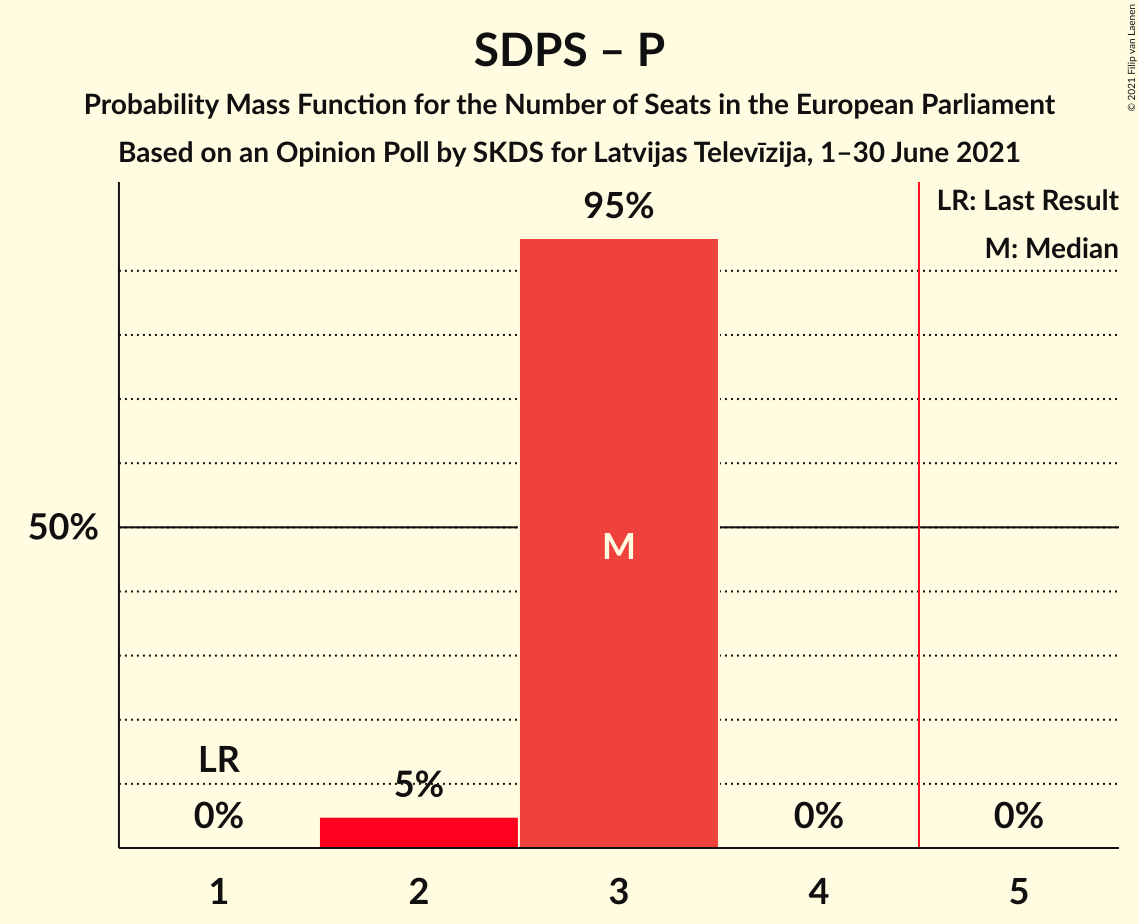 SDPS – P
Probability Mass Function for the Number of Seats in the European Parliament
Based on an Opinion Poll by SKDS for Latvijas Televīzija, 1–30 June 2021
© 2021 Filip van Laenen
LR: Last Result
M: Median
95%
50%
M
LR
0%
5%
0%
0%
1
2
3
4
5